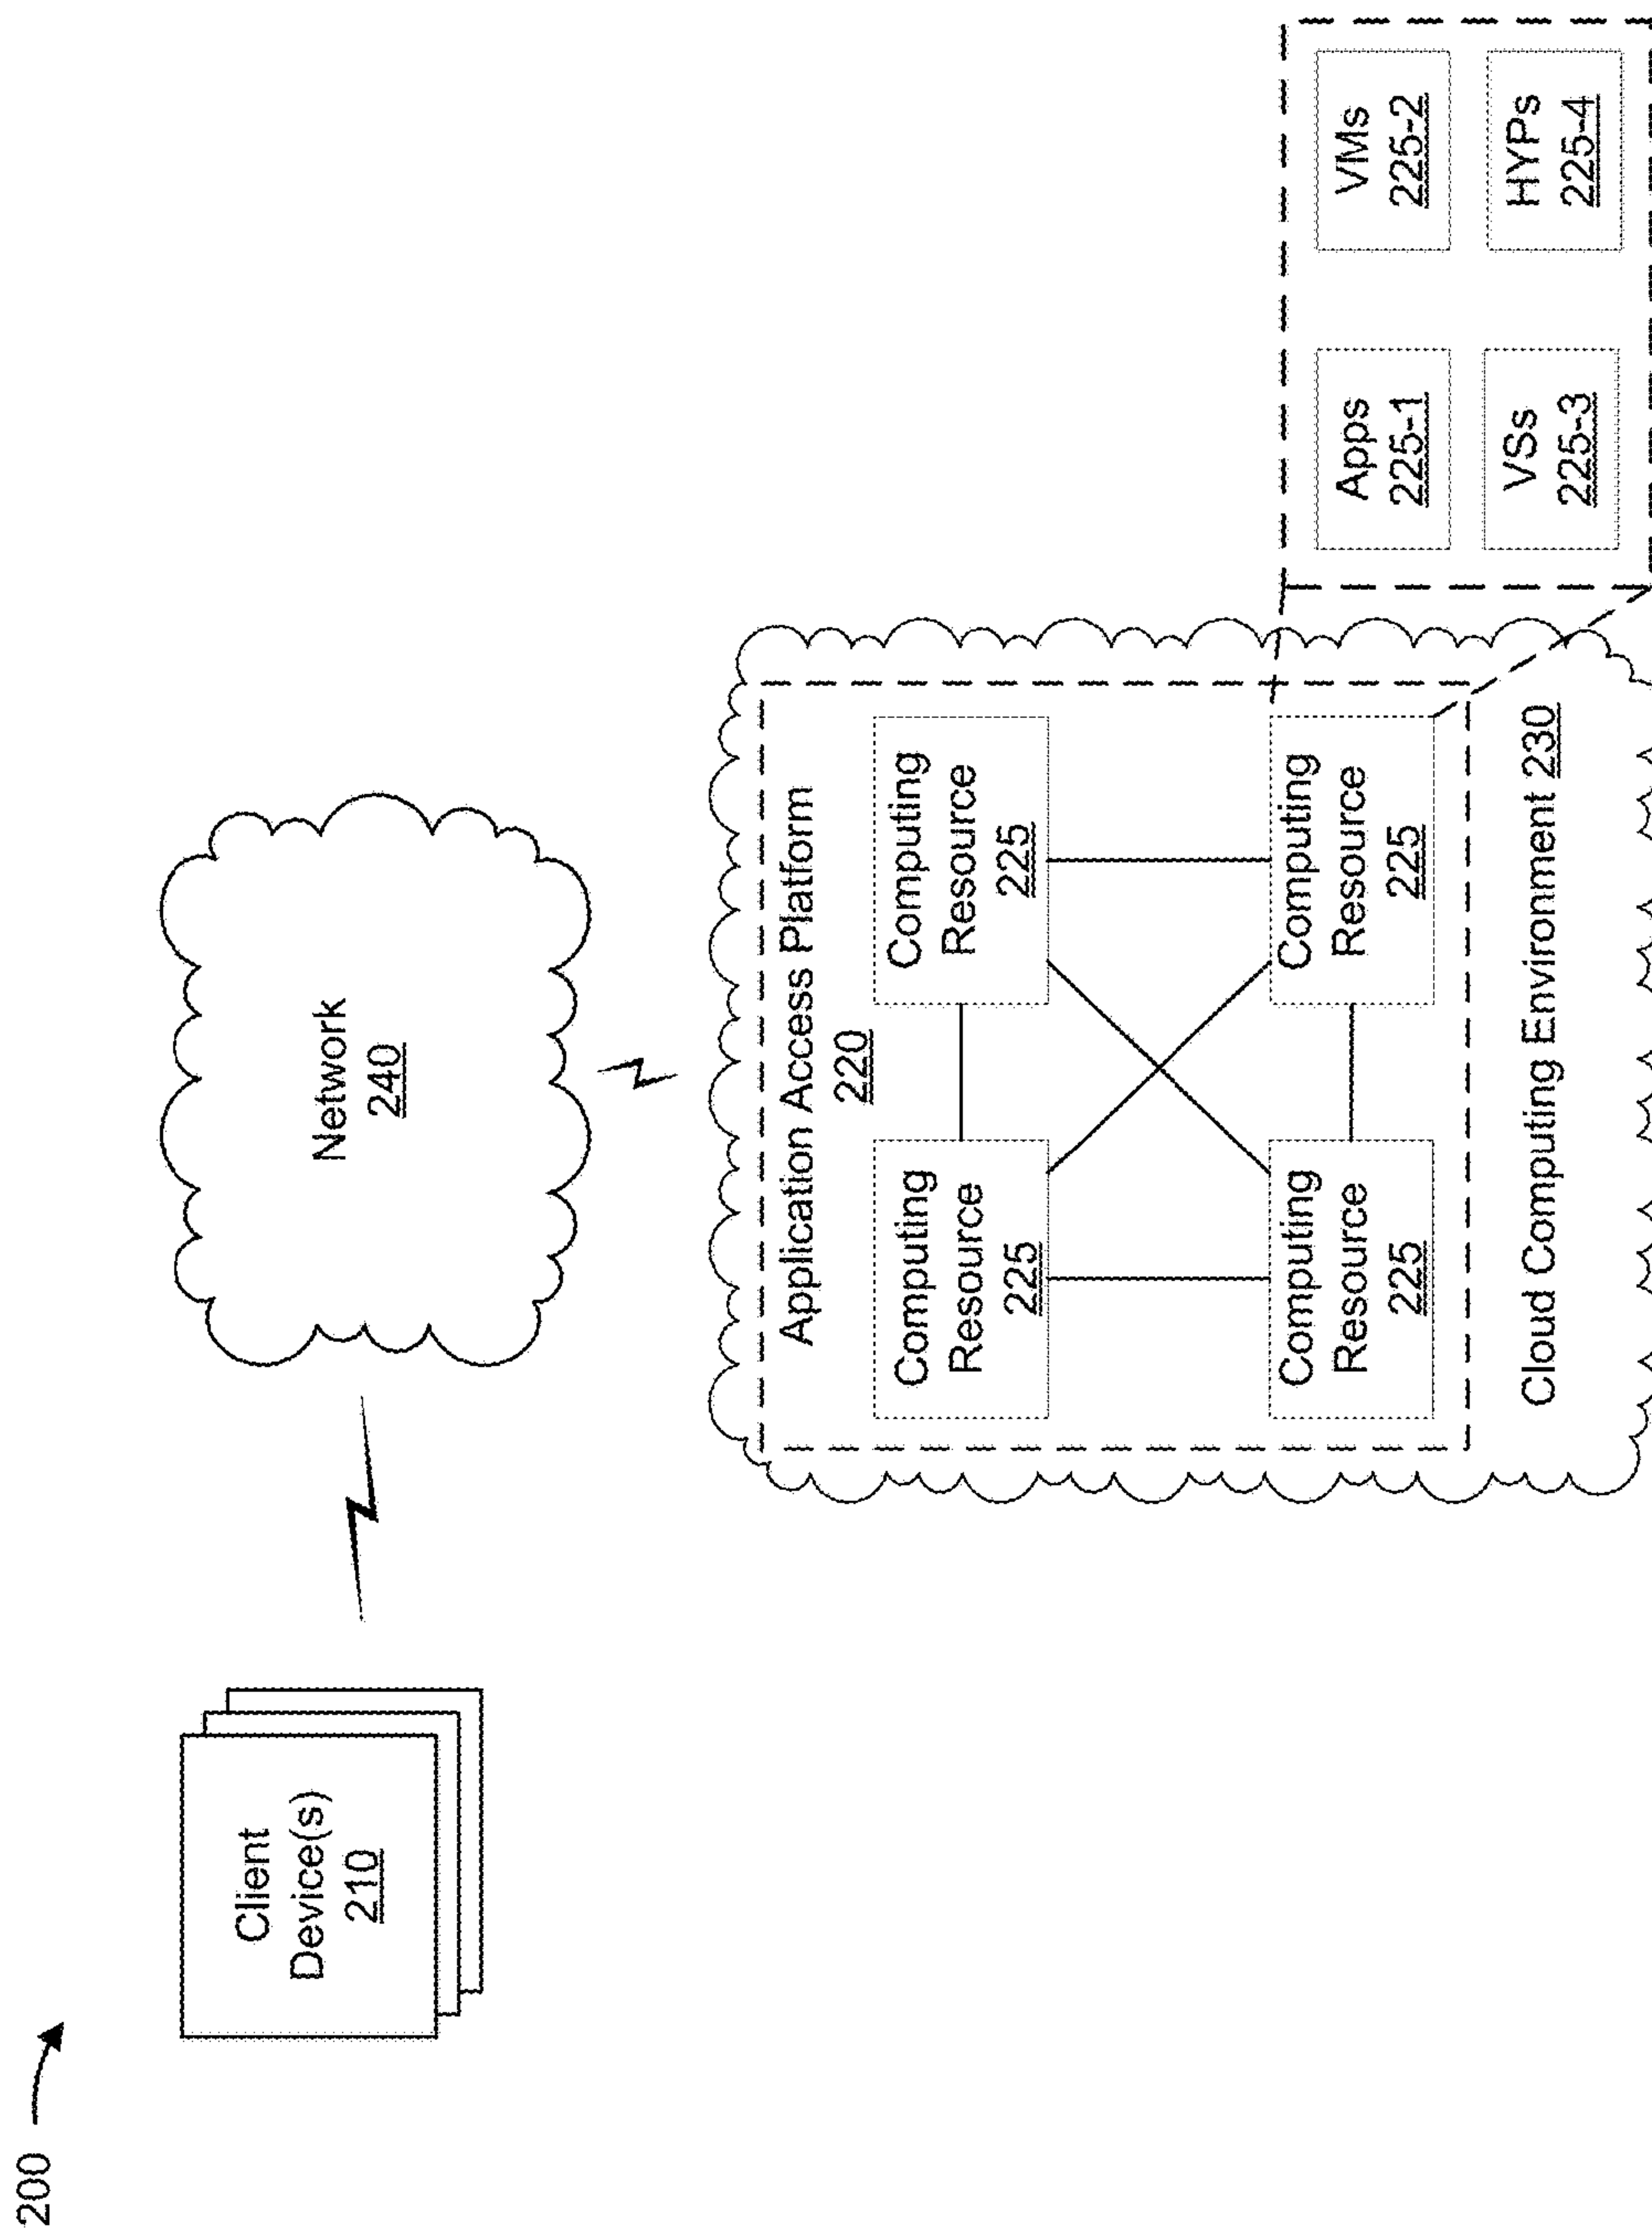 200
Client
Device(s)
210
Network
240
Application Access Platform
220
Computing
Resource
225
Computing
Resource
225
Computing
Resource
225
Computing
Resource
225
Cloud Computing Environment 230
Apps
225-1
VMs
225-2
VSs
225-3
HYPs
225-4